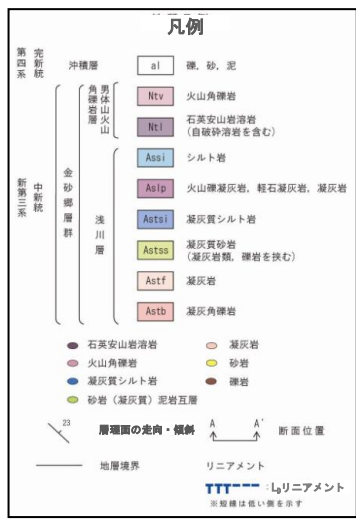 凡例
第四系
完新統
沖積層
al
礫、砂、泥
新第三系
中新統
金砂郷層群
男体山火山
角礫岩層
Ntv
火山角礫岩
Ntl
石英安山岩溶岩
(自破砕溶岩を含む)
浅川層
Assi
シルト岩
Aslp
火山礫凝灰岩、軽石凝灰岩、凝灰岩
Astsi
凝灰質シルト岩
Astss
凝灰質砂岩
(凝灰岩類、礫岩を挟む)
Astf
凝灰岩
Astb
凝灰角礫岩
石英安山岩溶岩
凝灰岩
火山角礫岩
砂岩
凝灰質シルト岩
礫岩
砂岩(凝灰質)泥岩互層
23
層理面の走向・傾斜
A A'
断面位置
地層境界
リニアメント
:LDリニアメント
※短線は低い側を示す